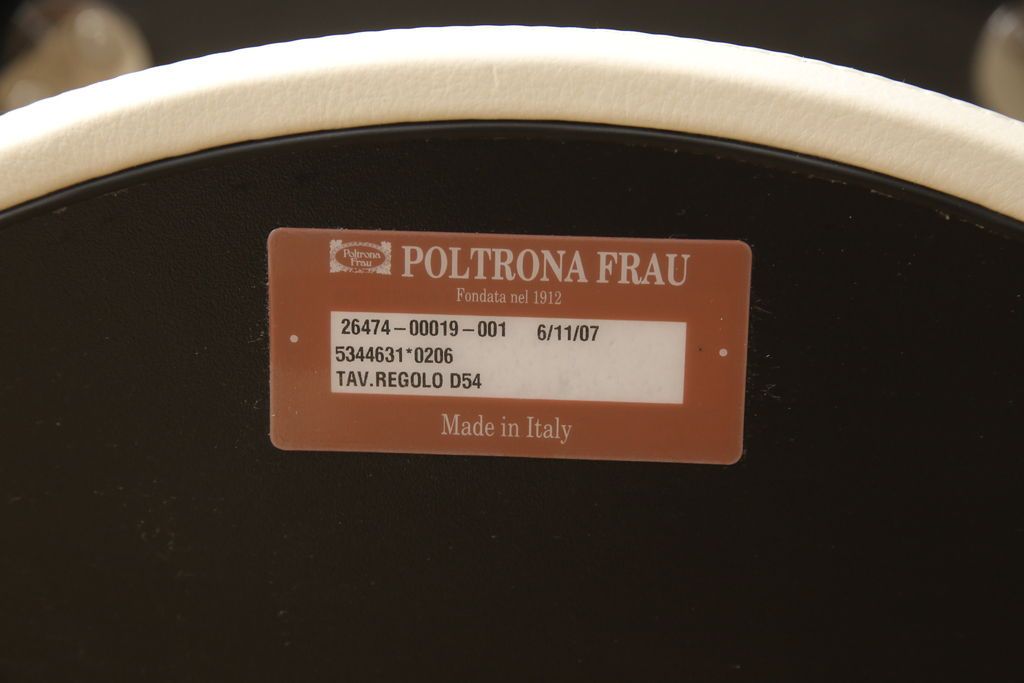 Poltrona
Frau
POLTRONA FRAU
Fondata nel 1912
26474-00019-001 6/11/07
5344631*0206
TAV.REGOLO D54
Made in Italy